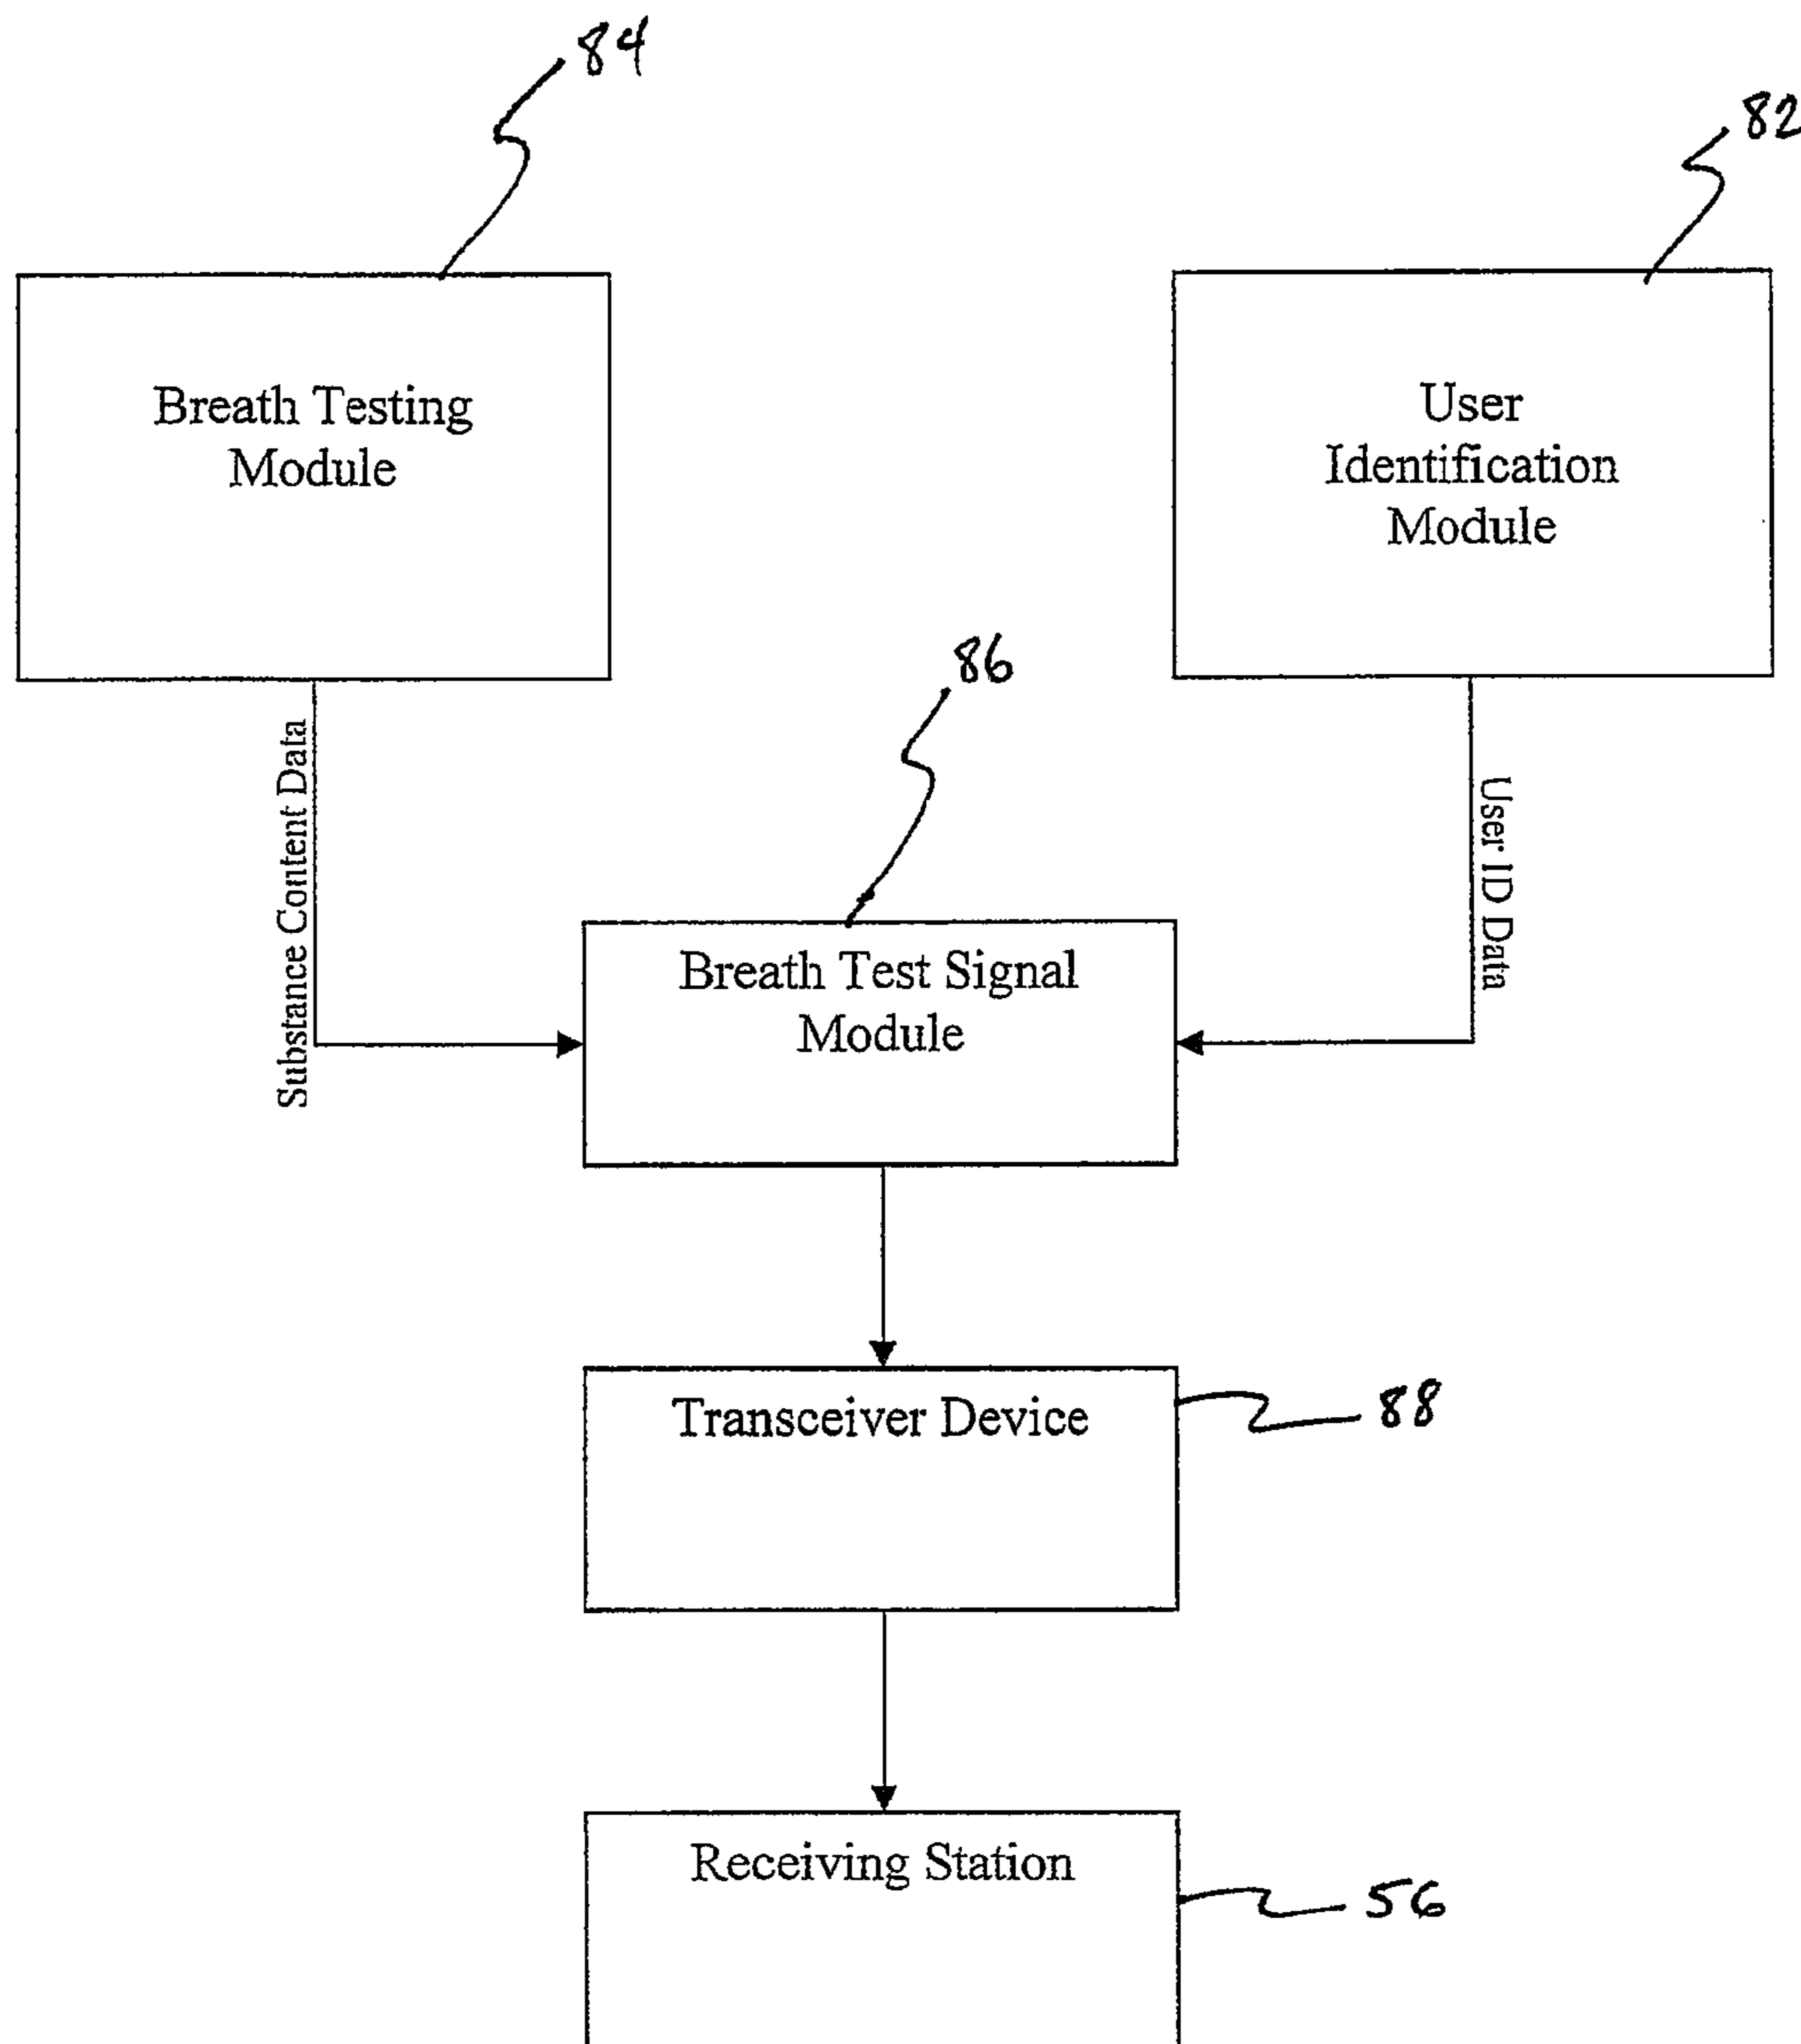 84
82
Breath Testing
Module
User
Identification
Module
86
Substance Content Data
User ID Data
Breath Test Signal
Module
Transceiver Device
88
Receiving Station
56